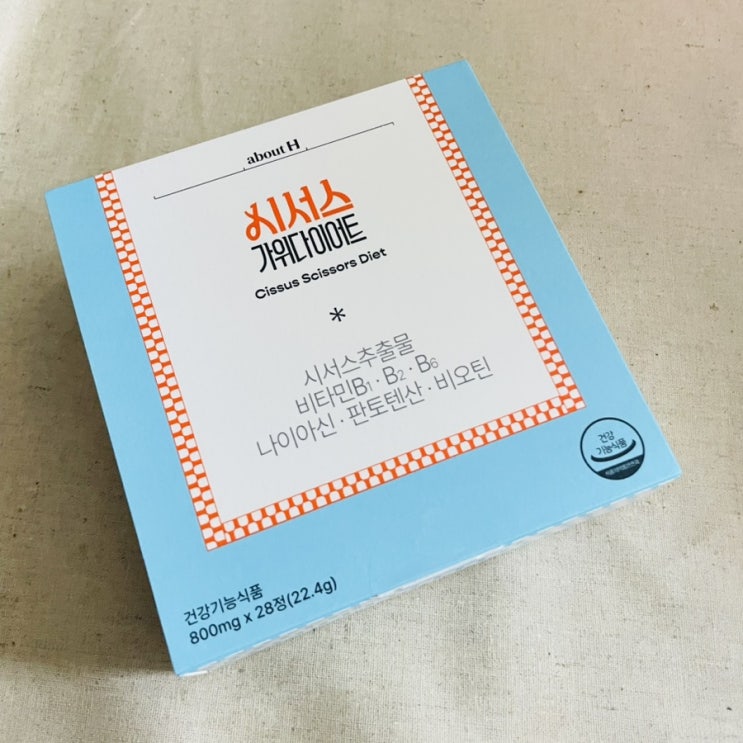 about H
시서스
가위다이어트
Cissus Scissors Diet
*
시서스추출물
비타민B₁ · B₂ · B₆
나이아신 · 판토텐산 · 비오틴
건강
기능식품
건강기능식품
800mg x 28정(22.4g)